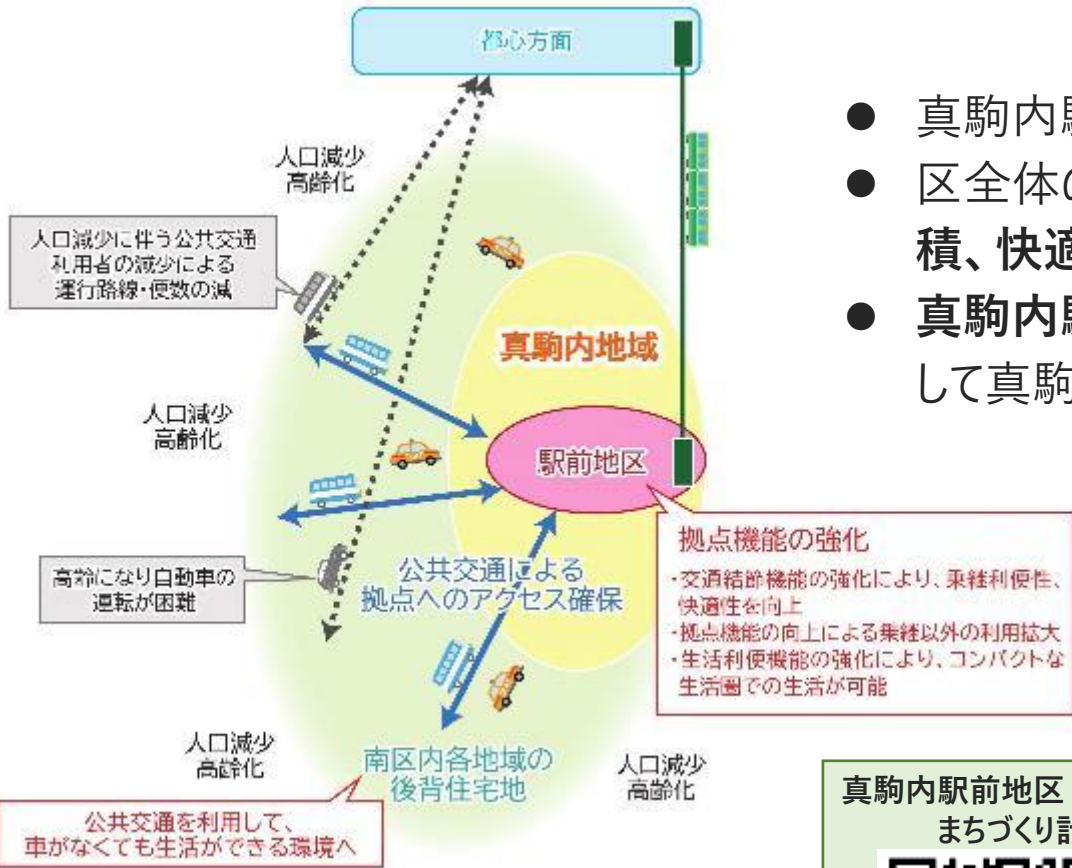 都心方面
人口減少
高齢化
人口減少に伴う公共交通
利用者の減少による
運行路線・便数の減
真駒内地域
人口減少
高齢化
駅前地区
高齢になり自動車の
運転が困難
公共交通による
拠点へのアクセス確保
拠点機能の強化
・交通結節機能の強化により、乗継利便性、
快適性を向上
・拠点機能の向上による乗継以外の利用拡大
・生活利便機能の強化により、コンパクトな
生活圏での生活が可能
人口減少
高齢化
南区内各地域の
後背住宅地
人口減少
高齢化
公共交通を利用して、
車がなくても生活ができる環境へ
● 真駒内
● 区全体の
積、快適
● 真駒内
して真駒
真駒内駅前地区
まちづくり